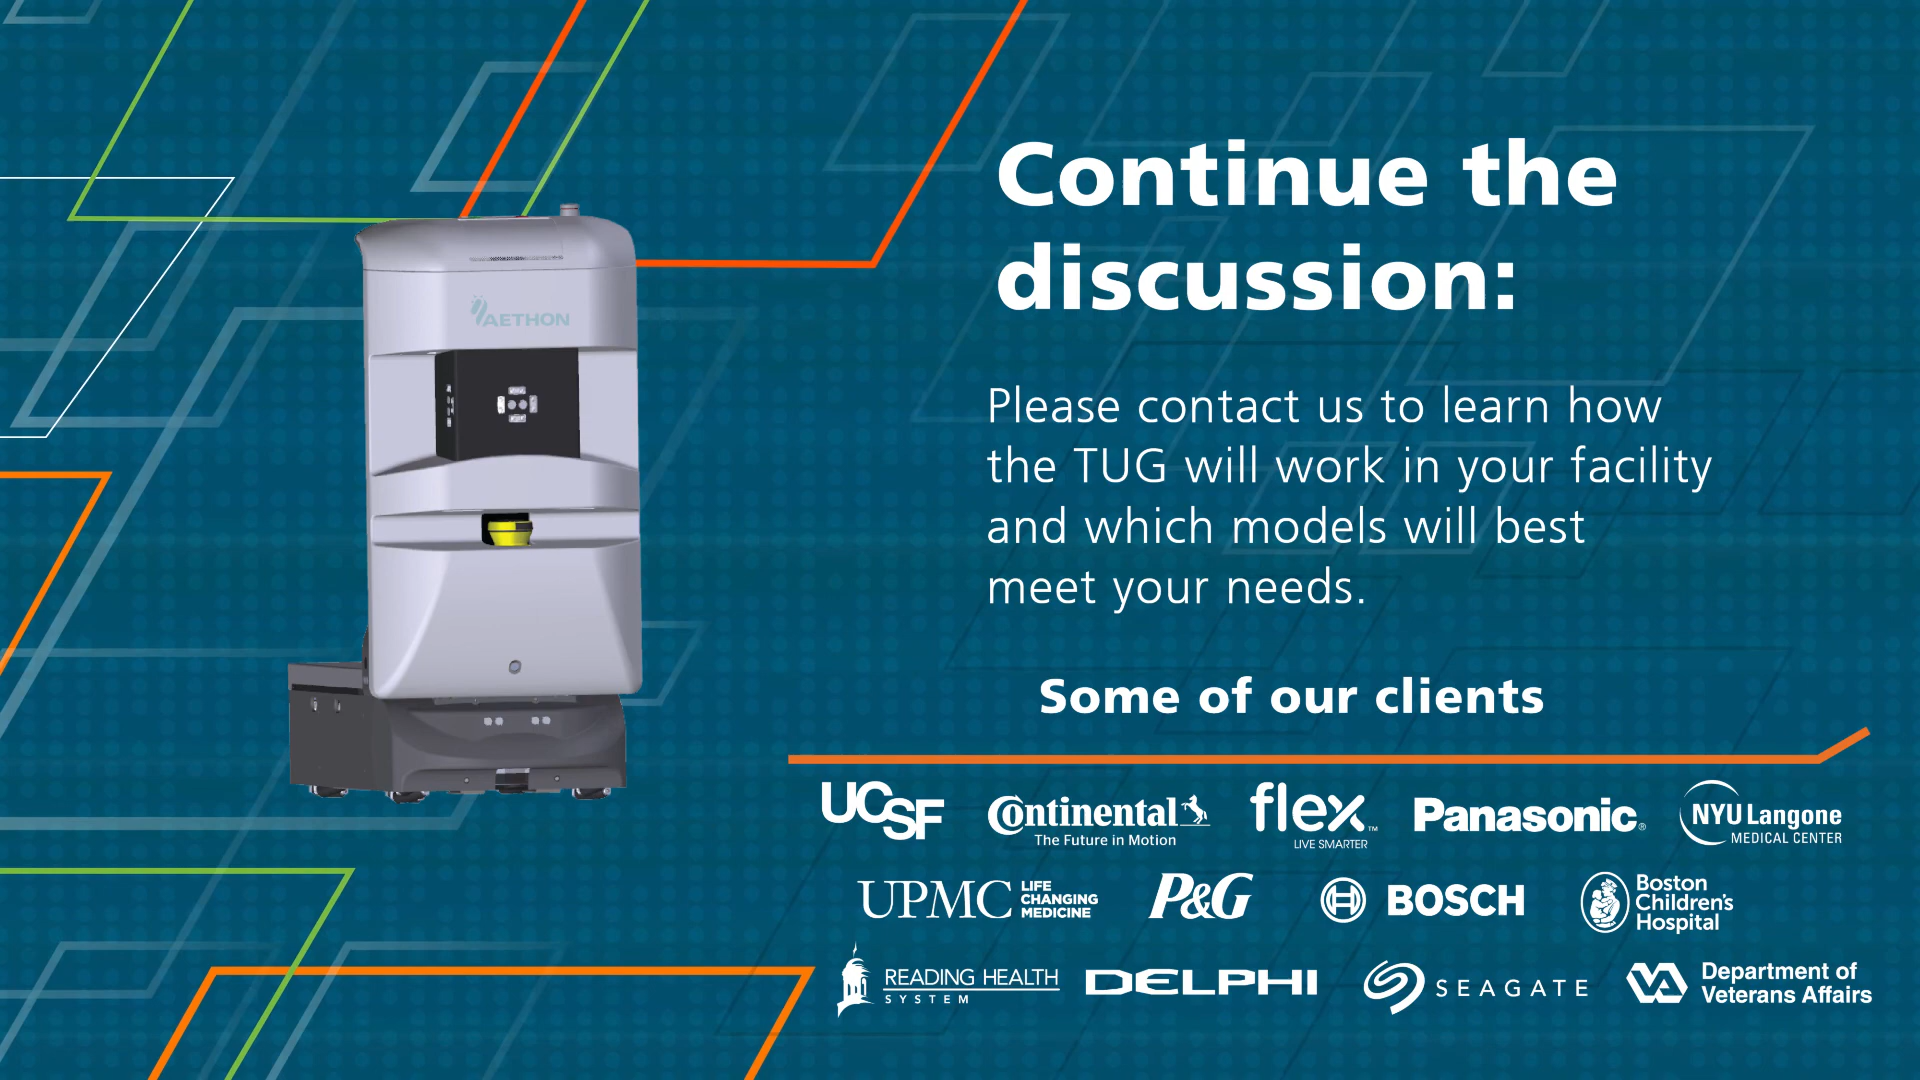 Continue the
discussion:
AETHON
Please contact us to learn how
the TUG will work in your facility
and which models will best
meet your needs.
Some of our clients
UCSF
Continental
The Future in Motion
flex™
LIVE SMARTER
Panasonic®
NYU Langone
MEDICAL CENTER
UPMC
LIFE
CHANGING
MEDICINE
P&G
BOSCH
Boston
Children's
Hospital
READING HEALTH
SYSTEM
DELPHI
SEAGATE
VA
Department of
Veterans Affairs